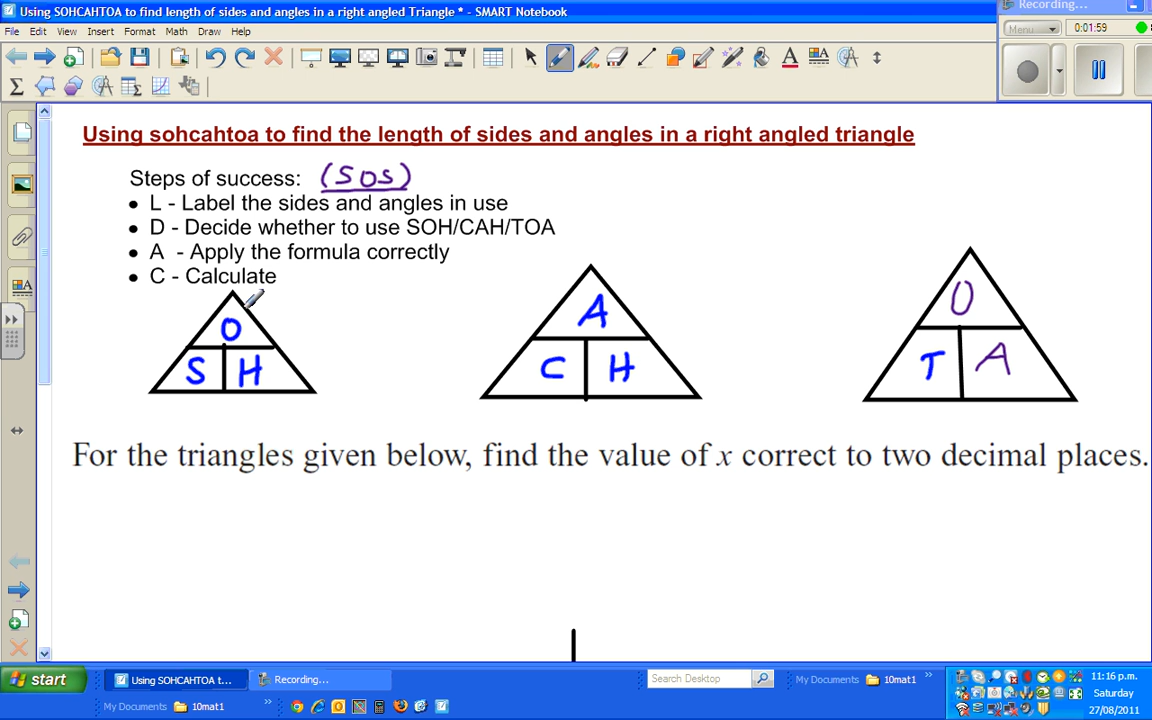 Using SOHCAHTOA to find length of sides and angles in a right angled Triangle * - SMART Notebook
Recording...
File Edit View Insert Format Math Draw Help
Menu
0:01:59
Using sohcahtoa to find the length of sides and angles in a right angled triangle
Steps of success: (SOS)
• L - Label the sides and angles in use
• D - Decide whether to use SOH/CAH/TOA
• A - Apply the formula correctly
• C - Calculate
O
S H
A
C H
O
T A
For the triangles given below, find the value of x correct to two decimal places.
start
Using SOHCAHTOA t...
Recording...
Search Desktop
My Documents
10mat1
»
11:16 p.m.
Saturday
27/08/2011
My Documents
10mat1
»